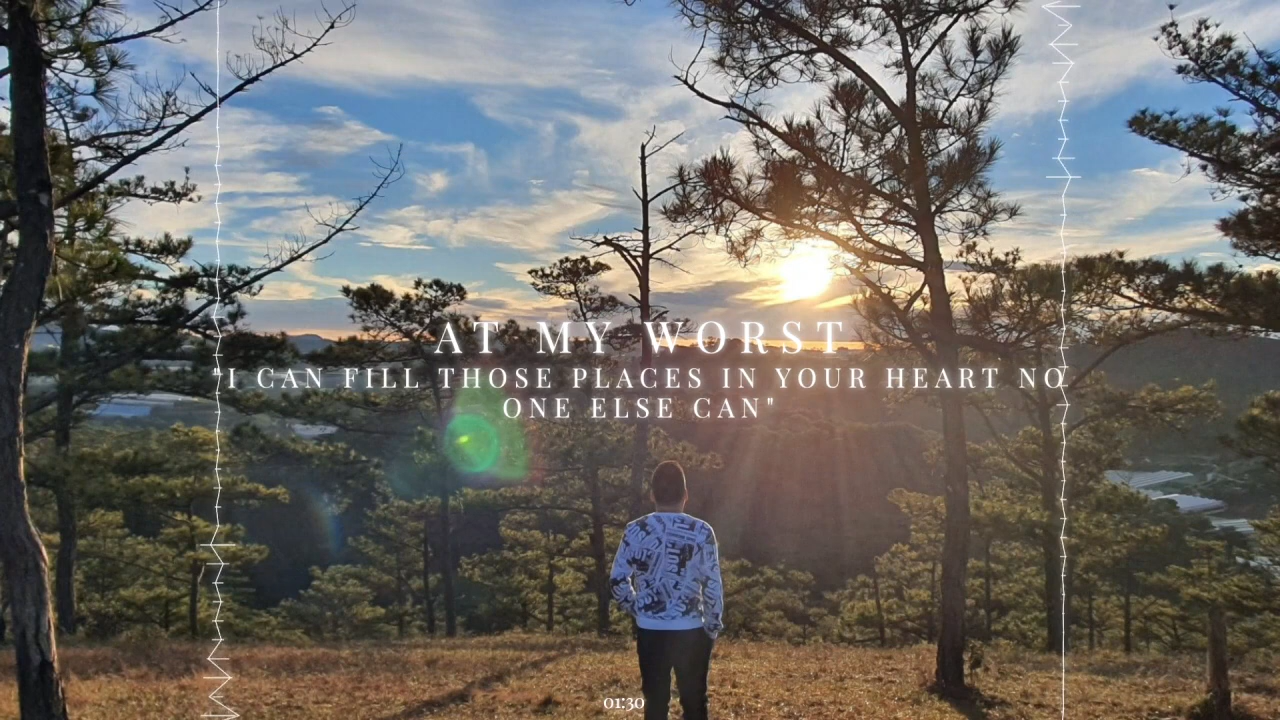 AT MY WORST
"I CAN FILL THOSE PLACES IN YOUR HEART NO
ONE ELSE CAN"
01:30